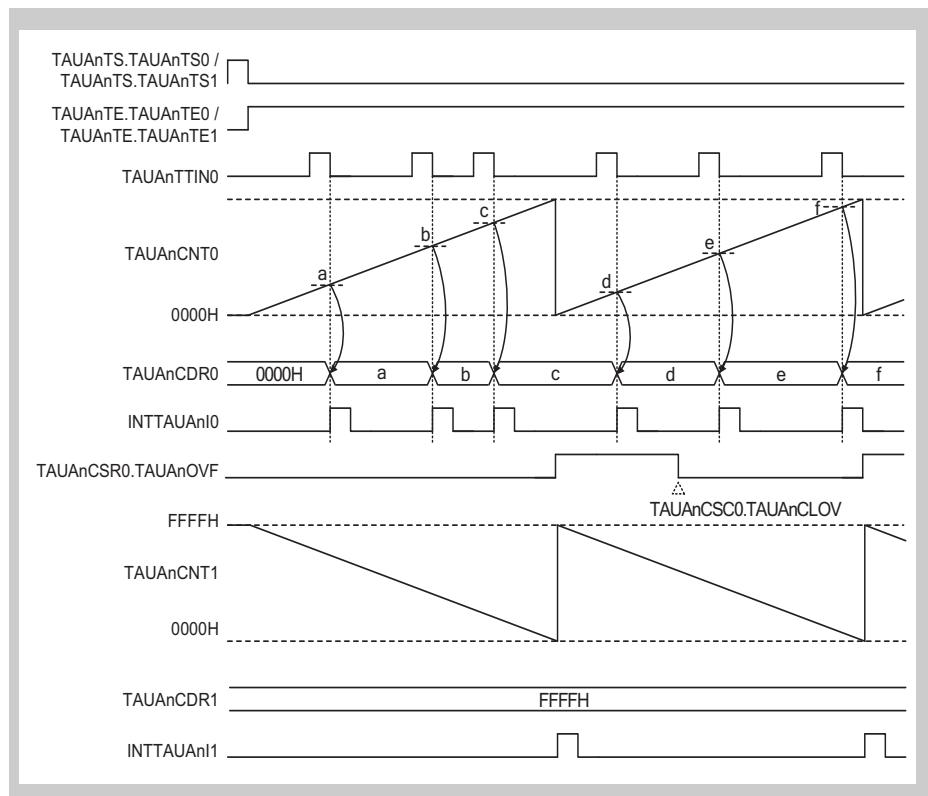 TAUAnTS.TAUAnTS0 /
TAUAnTS.TAUAnTS1
TAUAnTE.TAUAnTE0 /
TAUAnTE.TAUAnTE1
TAUAnTTIN0
TAUAnCNT0
a
b
c
d
e
f
0000H
TAUAnCDR0
0000H
a
b
c
d
e
f
INTTAUAnI0
TAUAnCSR0.TAUAnOVF
TAUAnCSC0.TAUAnCLOV
FFFFH
TAUAnCNT1
0000H
TAUAnCDR1
FFFFH
INTTAUAnI1